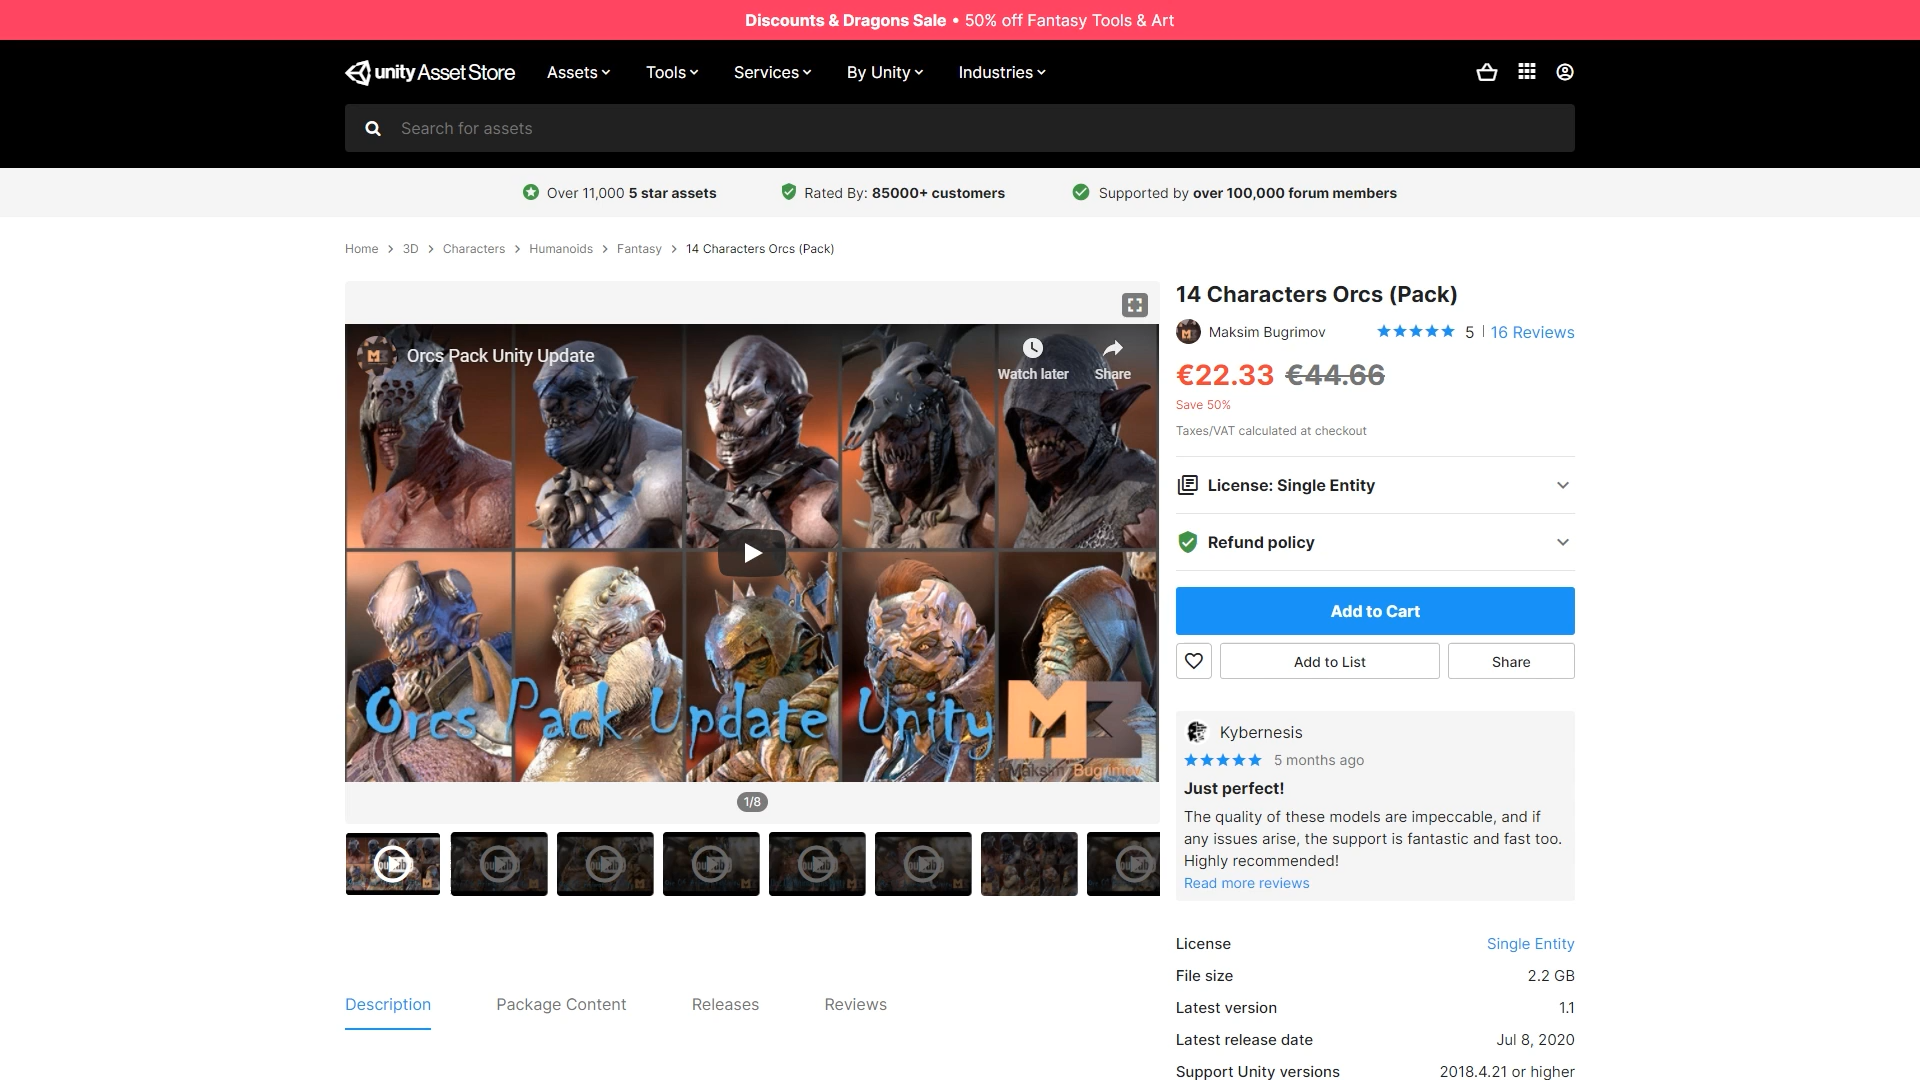 Discounts & Dragons Sale • 50% off Fantasy Tools & Art
unity Asset Store
Assets
Tools
Services
By Unity
Industries
Search for assets
Over 11,000 5 star assets
Rated By: 85000+ customers
Supported by over 100,000 forum members
Home > 3D > Characters > Humanoids > Fantasy > 14 Characters Orcs (Pack)
Orcs Pack Unity Update
Watch later
Share
Orcs Pack Update Unity
Maksim Bugrimov
1/8
Description
Package Content
Releases
Reviews
14 Characters Orcs (Pack)
Maksim Bugrimov
5 | 16 Reviews
€22.33 €44.66
Save 50%
Taxes/VAT calculated at checkout
License: Single Entity
Refund policy
Add to Cart
Add to List
Share
Kybernesis
5 months ago
Just perfect!
The quality of these models are impeccable, and if
any issues arise, the support is fantastic and fast too.
Highly recommended!
Read more reviews
License Single Entity
File size 2.2 GB
Latest version 1.1
Latest release date Jul 8, 2020
Support Unity versions 2018.4.21 or higher